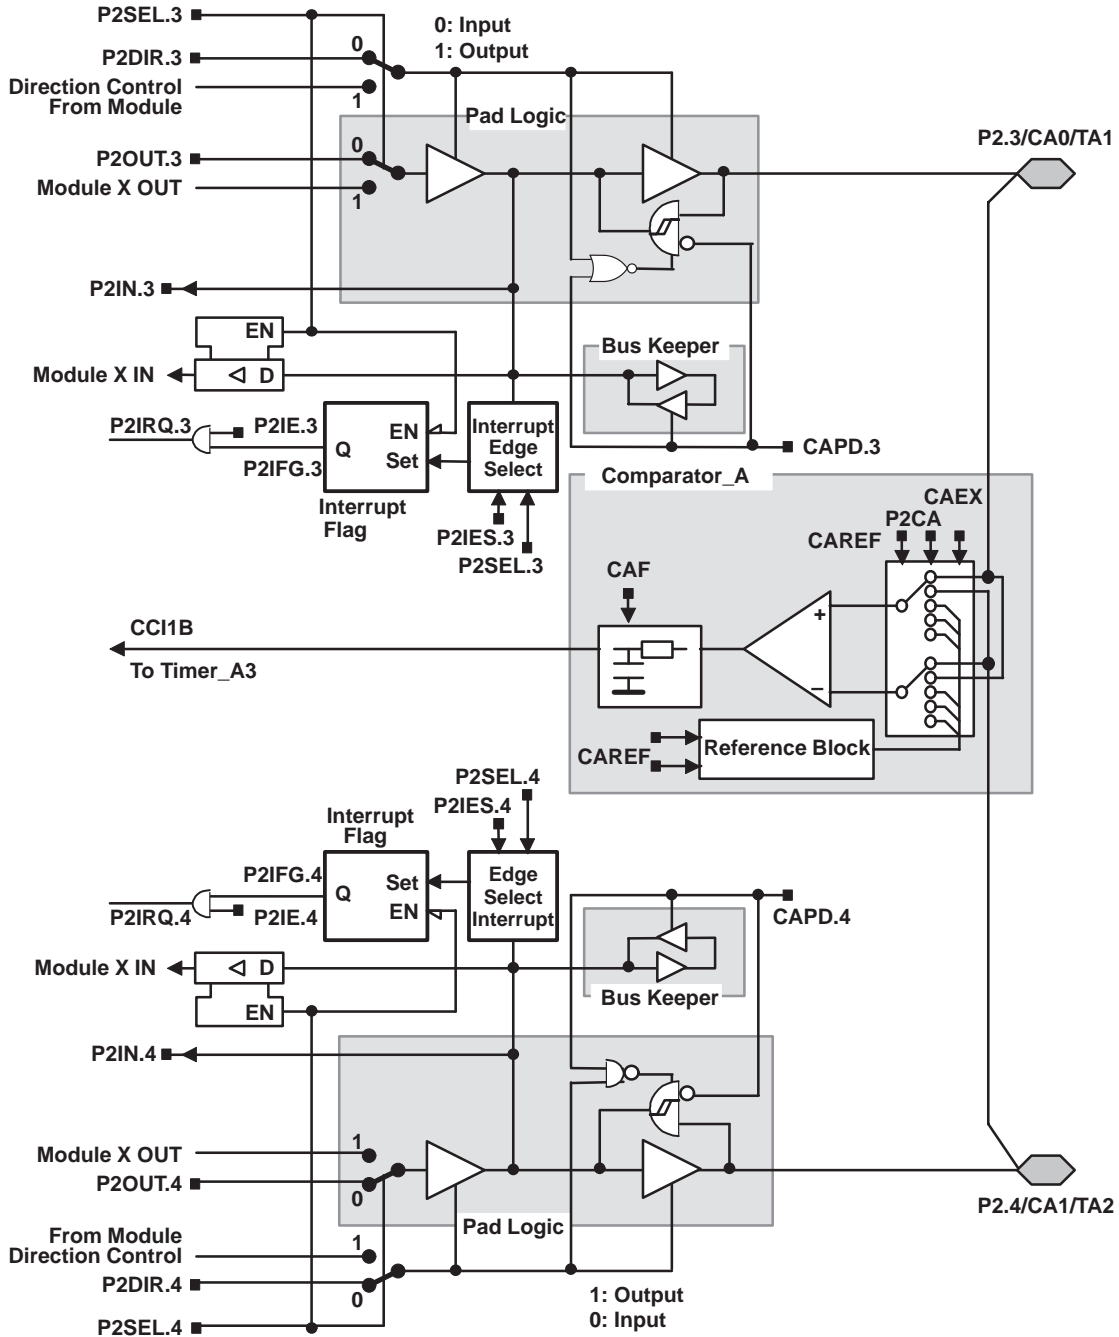 P2SEL.3
0: Input
1: Output
0
P2DIR.3
Direction Control
From Module
1
Pad Logic
P2.3/CA0/TA1
0
P2OUT.3
Module X OUT
1
P2IN.3
EN
Bus Keeper
Module X IN
D
P2IRQ.3
P2IE.3
P2IFG.3
Q
EN
Set
Interrupt
Edge
Select
CAPD.3
Interrupt
Flag
P2IES.3
P2SEL.3
Comparator_A
CAEX
P2CA
CAREF
CAF
CCI1B
To Timer_A3
+
−
Reference Block
CAREF
P2SEL.4
P2IES.4
Interrupt
Flag
P2IFG.4
P2IRQ.4
P2IE.4
Q
Set
EN
Edge
Select
Interrupt
CAPD.4
Module X IN
D
EN
Bus Keeper
P2IN.4
Module X OUT
1
P2OUT.4
0
Pad Logic
P2.4/CA1/TA2
From Module
Direction Control
1
P2DIR.4
0
1: Output
0: Input
P2SEL.4